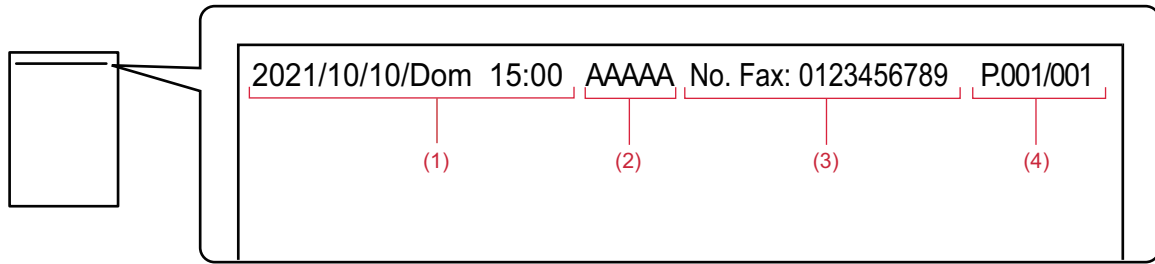 2021/10/10/Dom 15:00 AAAAA No. Fax: 0123456789 P.001/001
(1) (2) (3) (4)